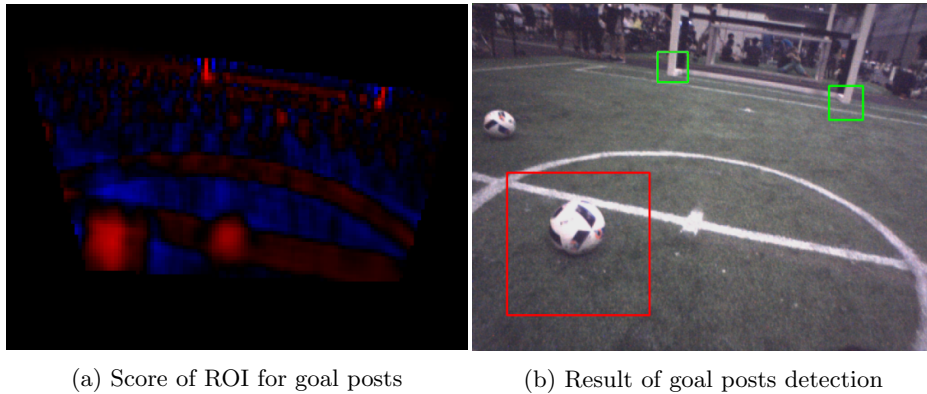 (a) Score of ROI for goal posts
(b) Result of goal posts detection